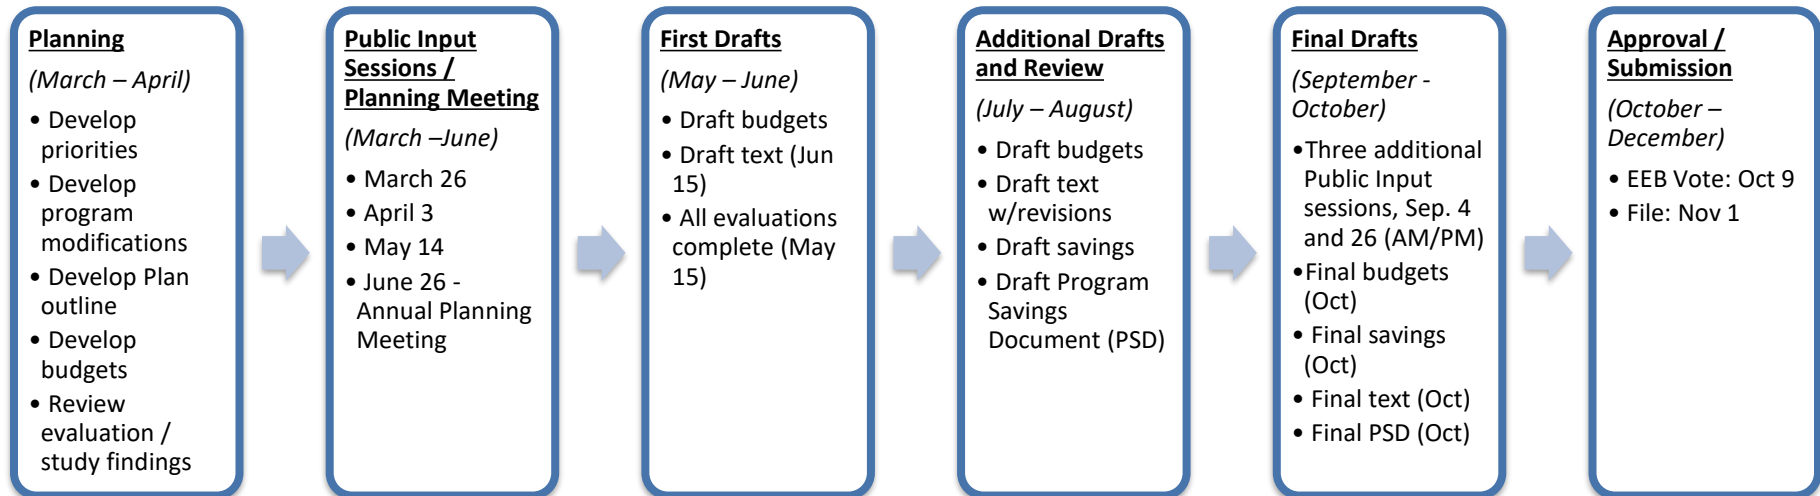 Planning
(March – April)
• Develop
priorities
• Develop
program
modifications
• Develop Plan
outline
• Develop
budgets
• Review
evaluation /
study findings
Public Input
Sessions /
Planning Meeting
(March –June)
• March 26
• April 3
• May 14
• June 26 -
Annual Planning
Meeting
First Drafts
(May – June)
• Draft budgets
• Draft text (Jun
15)
• All evaluations
complete (May
15)
Additional Drafts
and Review
(July – August)
• Draft budgets
• Draft text
w/revisions
• Draft savings
• Draft Program
Savings
Document (PSD)
Final Drafts
(September -
October)
•Three additional
Public Input
sessions, Sep. 4
and 26 (AM/PM)
•Final budgets
(Oct)
• Final savings
(Oct)
• Final text (Oct)
• Final PSD (Oct)
Approval /
Submission
(October –
December)
• EEB Vote: Oct 9
• File: Nov 1